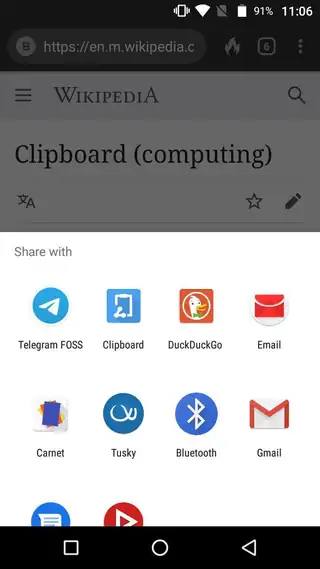 91% 11:06
B https://en.m.wikipedia.c 6
WIKIPEDIA
Clipboard (computing)
Share with
Telegram FOSS Clipboard DuckDuckGo Email
Carnet Tusky Bluetooth Gmail